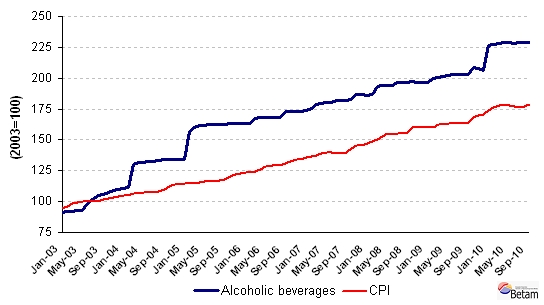 250
225
200
175
150
125
100
75
(2003=100)
Jan-03
May-03
Sep-03
Jan-04
May-04
Sep-04
Jan-05
May-05
Sep-05
Jan-06
May-06
Sep-06
Jan-07
May-07
Sep-07
Jan-08
May-08
Sep-08
Jan-09
May-09
Sep-09
Jan-10
May-10
Sep-10
Alcoholic beverages
CPI
Betam